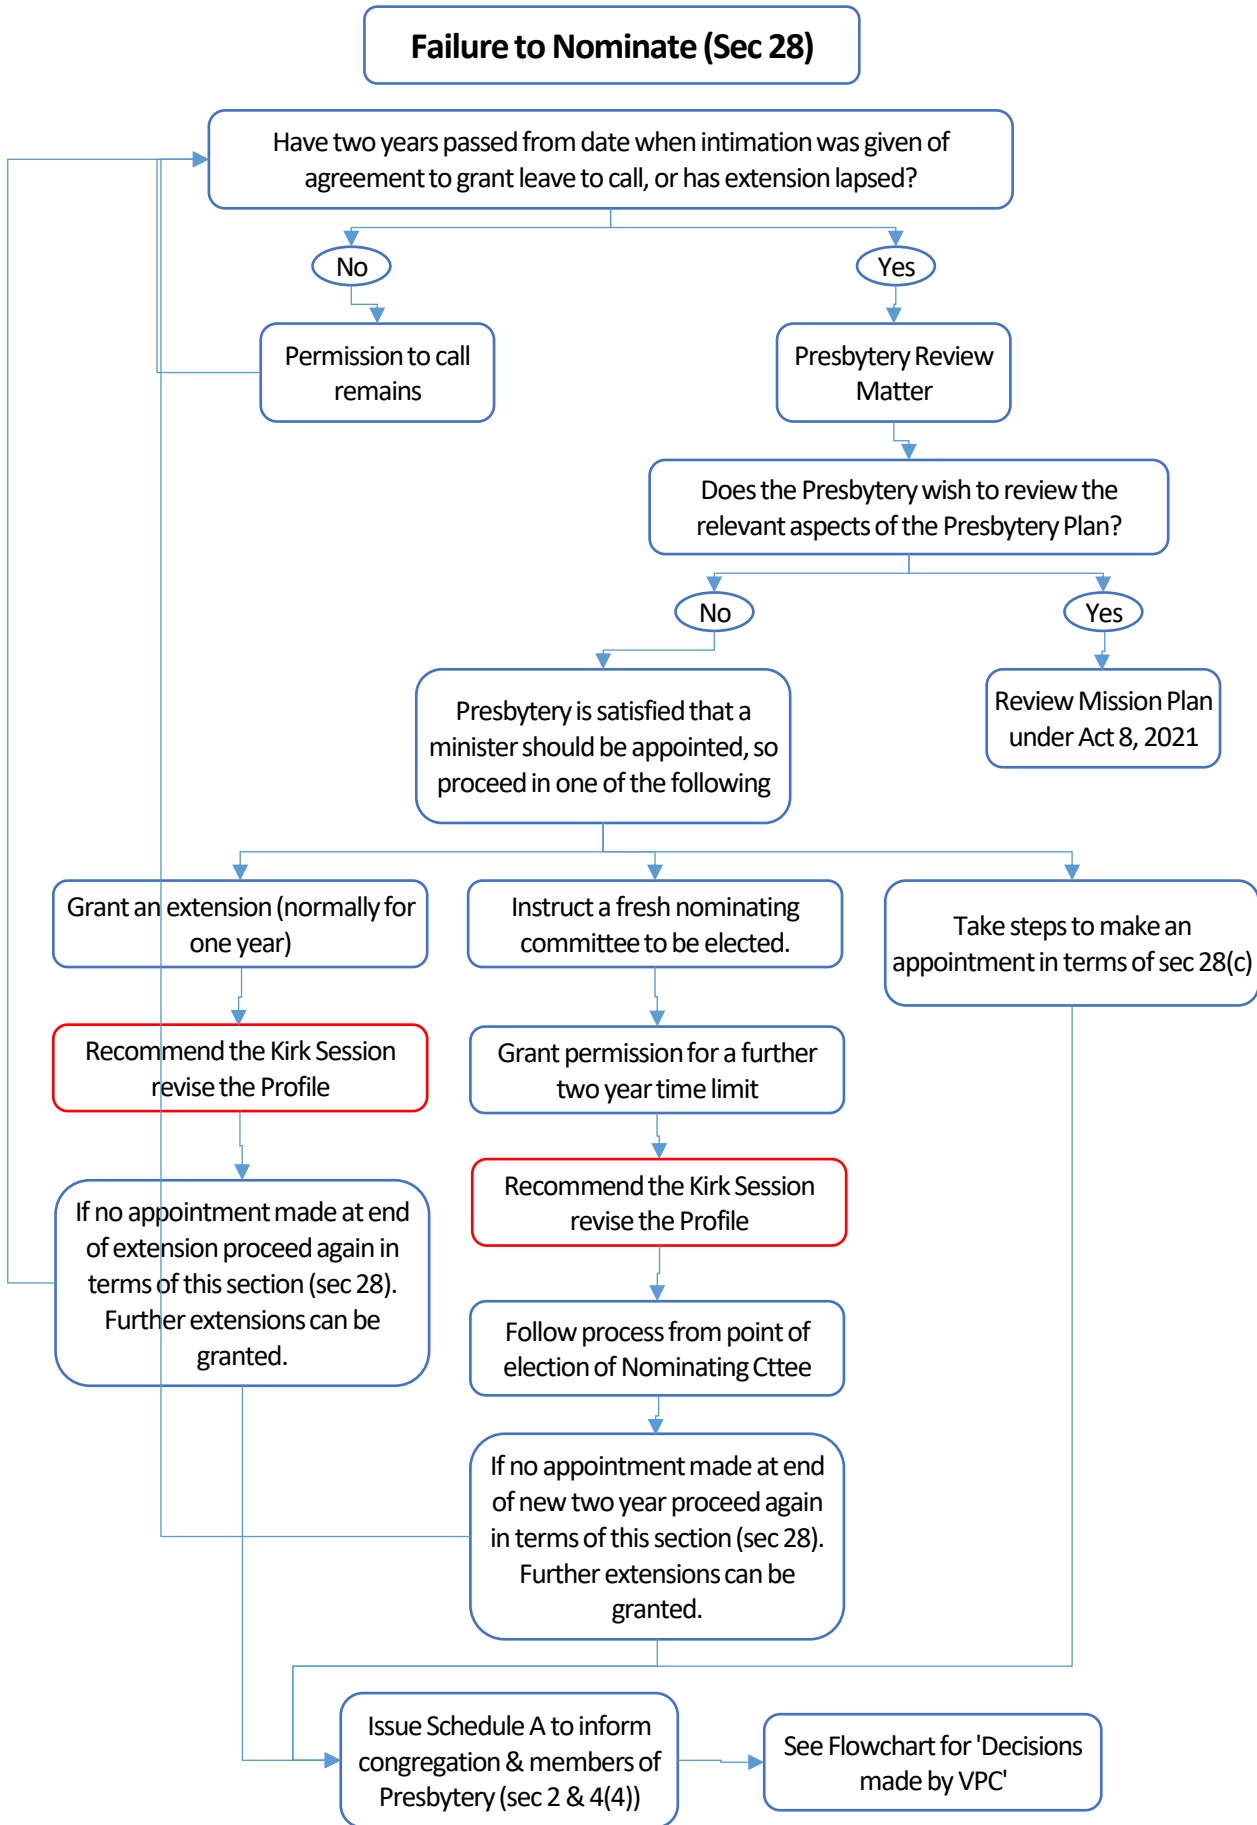 Failure to Nominate (Sec 28)
Have two years passed from date when intimation was given of
agreement to grant leave to call, or has extension lapsed?
No
Yes
Permission to call
remains
Presbytery Review
Matter
Does the Presbytery wish to review the
relevant aspects of the Presbytery Plan?
No
Yes
Presbytery is satisfied that a
minister should be appointed, so
proceed in one of the following
Review Mission Plan
under Act 8, 2021
Grant an extension (normally for
one year)
Instruct a fresh nominating
committee to be elected.
Take steps to make an
appointment in terms of sec 28(c)
Recommend the Kirk Session
revise the Profile
Grant permission for a further
two year time limit
Recommend the Kirk Session
revise the Profile
If no appointment made at end
of extension proceed again in
terms of this section (sec 28).
Further extensions can be
granted.
Follow process from point of
election of Nominating Cttee
If no appointment made at end
of new two year proceed again
in terms of this section (sec 28).
Further extensions can be
granted.
Issue Schedule A to inform
congregation & members of
Presbytery (sec 2 & 4(4))
See Flowchart for 'Decisions
made by VPC'